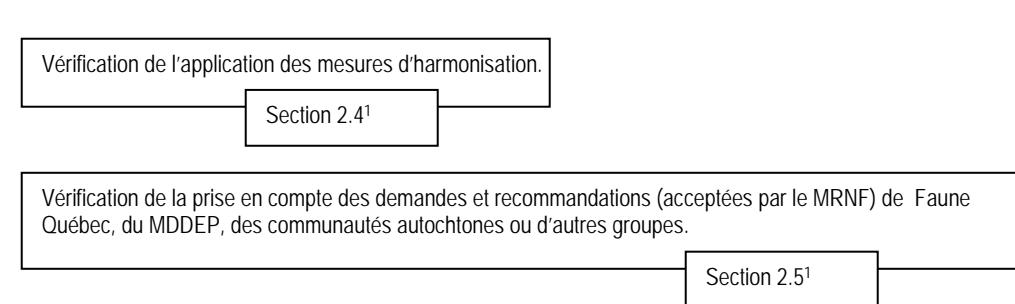 Vérification de l'application des mesures d'harmonisation.
Section 2.4¹
Vérification de la prise en compte des demandes et recommandations (acceptées par le MRNF) de Faune
Québec, du MDDEP, des communautés autochtones ou d'autres groupes.
Section 2.5¹